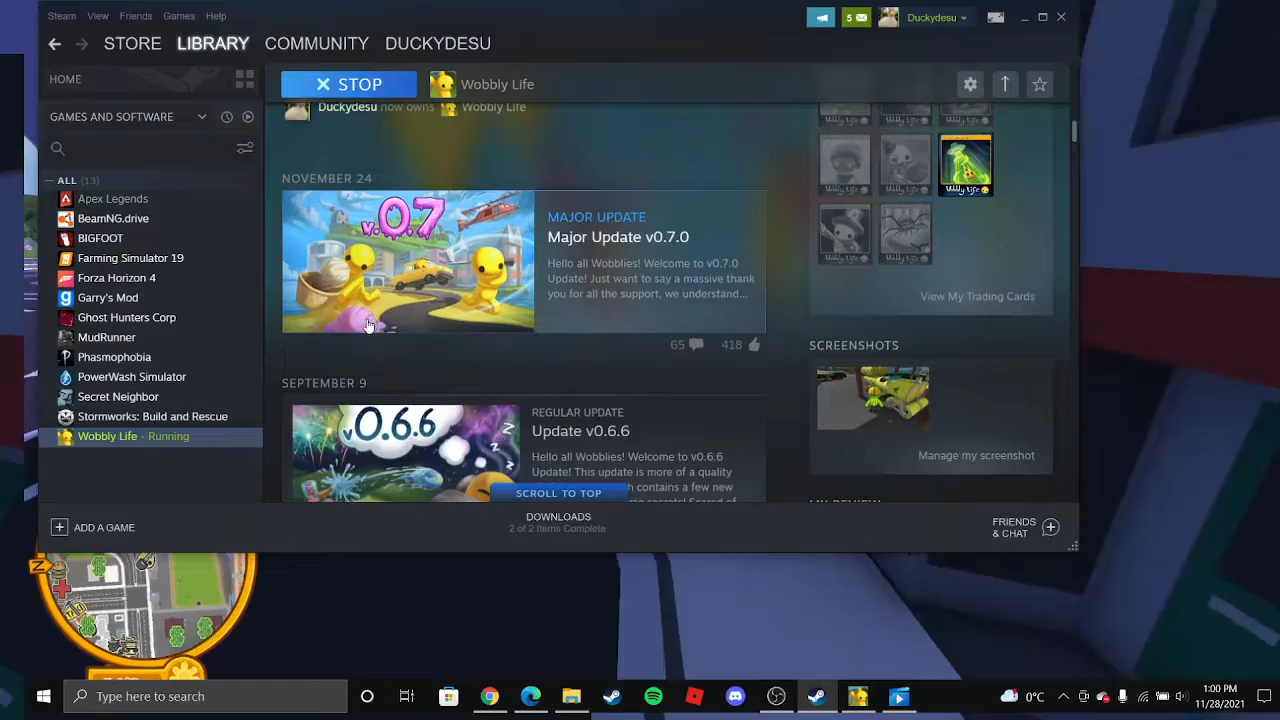 Steam View Friends Games Help
5
Duckydesu
STORE LIBRARY COMMUNITY DUCKYDESU
HOME
STOP
Wobbly Life
Duckydesu now owns Wobbly Life
GAMES AND SOFTWARE
ALL (13)
Apex Legends
BeamNG.drive
BIGFOOT
Farming Simulator 19
Forza Horizon 4
Garry's Mod
Ghost Hunters Corp
MudRunner
Phasmophobia
PowerWash Simulator
Secret Neighbor
Stormworks: Build and Rescue
Wobbly Life - Running
NOVEMBER 24
v.0.7
MAJOR UPDATE
Major Update v0.7.0
Hello all Wobblies! Welcome to v0.7.0
Update! Just want to say a massive thank
you for all the support, we understand...
65
418
SEPTEMBER 9
v0.6.6
REGULAR UPDATE
Update v0.6.6
Hello all Wobblies! Welcome to v0.6.6
Update! This update is more of a quality
contains a few new
SCROLL TO TOP
View My Trading Cards
SCREENSHOTS
Manage my screenshot
MY REVIEW
ADD A GAME
DOWNLOADS
2 of 2 Items Complete
FRIENDS
& CHAT
Type here to search
0°C
1:00 PM
11/28/2021